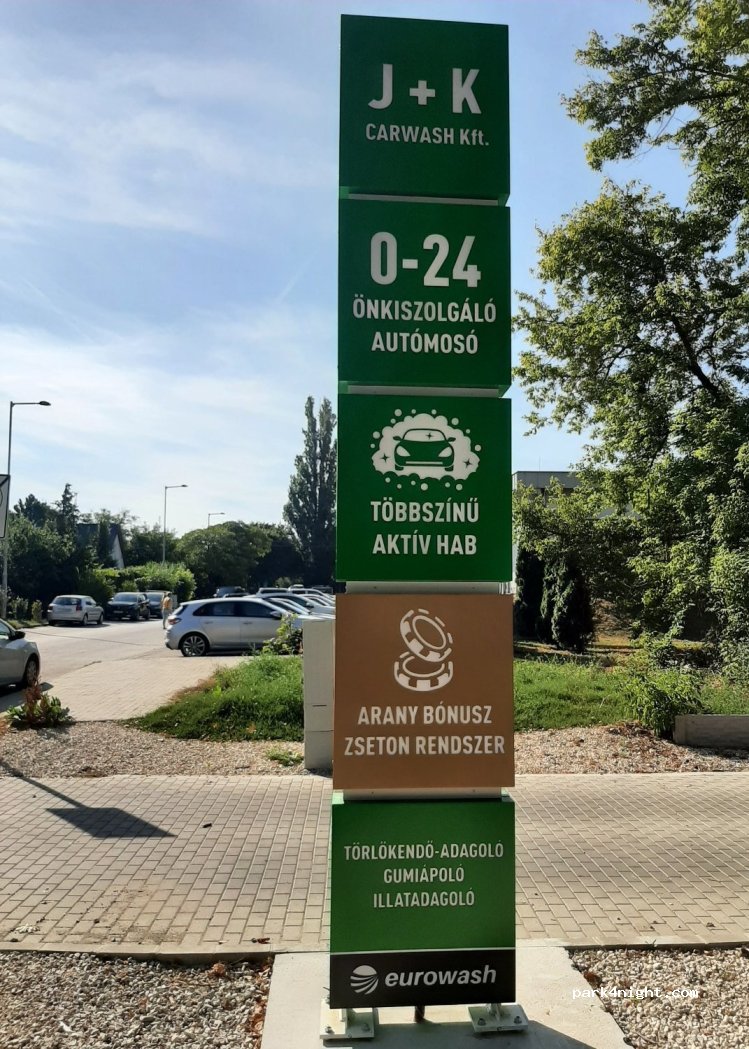 J + K
CARWASH Kft.
0-24
ÖNKISZOLGÁLÓ
AUTÓMOSÓ
TÖBBSZÍNŰ
AKTÍV HAB
ARANY BÓNUSZ
ZSETON RENDSZER
TÖRLŐKENDŐ-ADAGOLÓ
GUMIÁPOLÓ
ILLATADAGOLÓ
eurowash
park4night.com